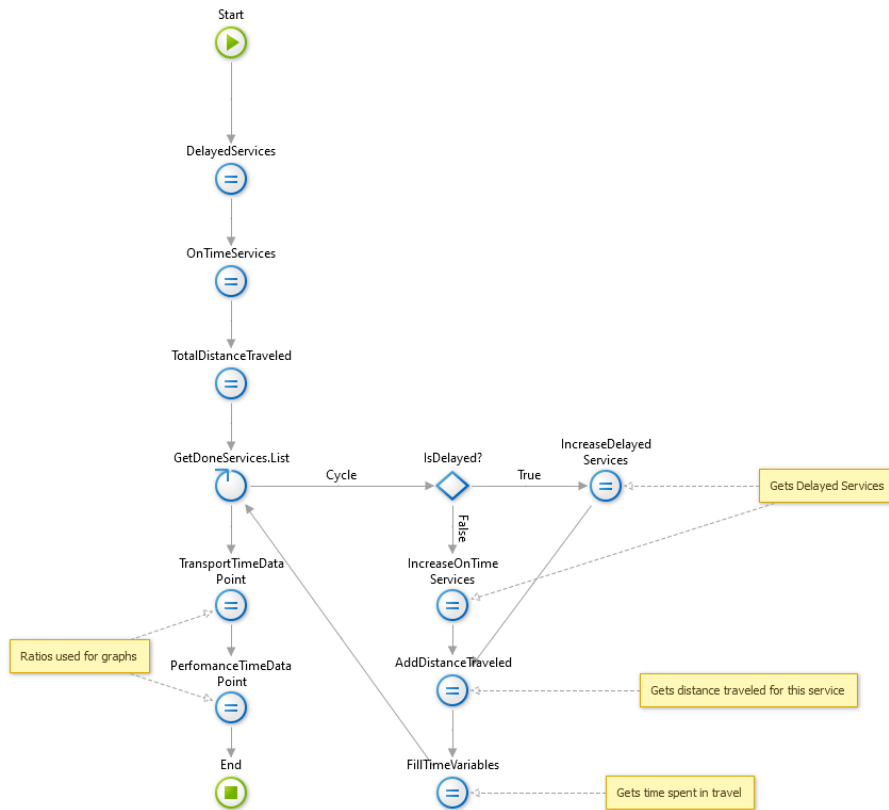 Start
DelayedServices
OnTimeServices
TotalDistanceTraveled
GetDoneServices.List
Cycle
IsDelayed?
True
IncreaseDelayed
Services
Gets Delayed Services
False
TransportTimeData
Point
IncreaseOnTime
Services
Ratios used for graphs
PerfomanceTimeData
Point
AddDistanceTraveled
Gets distance traveled for this service
End
FillTimeVariables
Gets time spent in travel